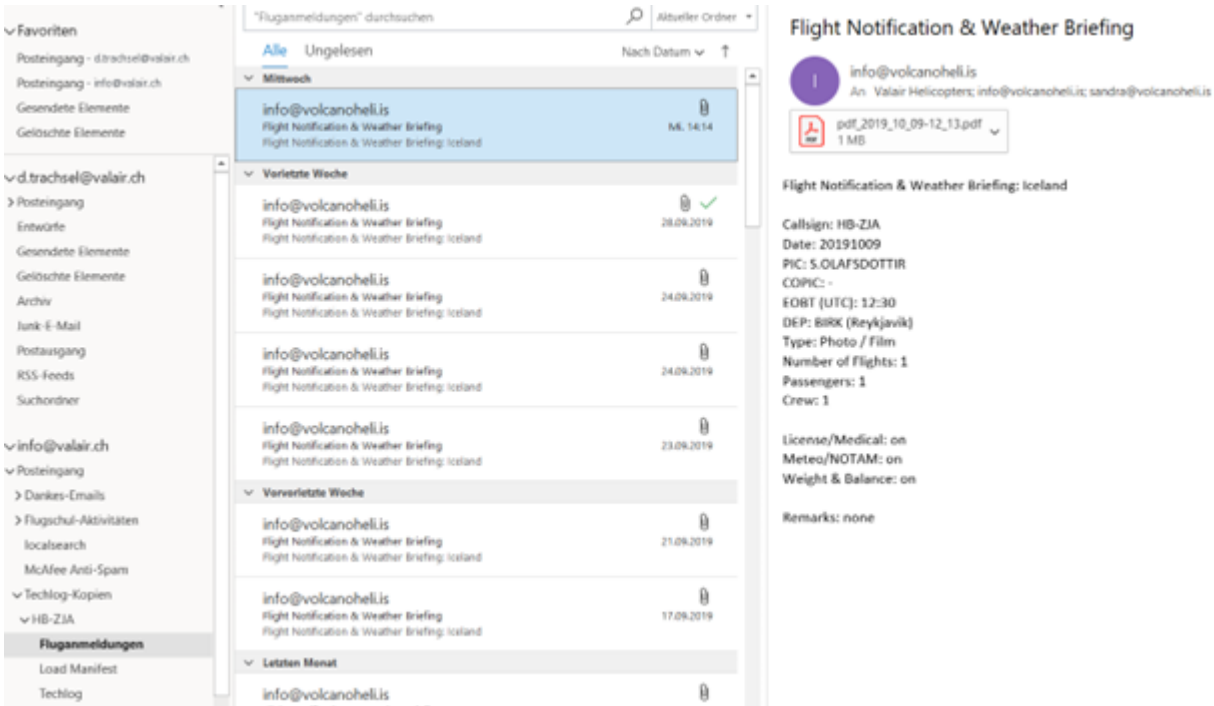 Favoriten
Posteingang - d.trachsel@valair.ch
Posteingang - info@valair.ch
Gesendete Elemente
Gelöschte Elemente
d.trachsel@valair.ch
Posteingang
Entwürfe
Gesendete Elemente
Gelöschte Elemente
Archiv
Junk-E-Mail
Postausgang
RSS-Feeds
Suchordner
info@valair.ch
Posteingang
Dankes-Emails
Flugschul-Aktivitäten
localsearch
McAfee Anti-Spam
Techlog-Kopien
HB-ZJA
Fluganmeldungen
Load Manifest
Techlog
"Fluganmeldungen" durchsuchen
Aktueller Ordner
Alle Ungelesen
Nach Datum
Mittwoch
info@volcanoheli.is
Flight Notification & Weather Briefing Mi. 14:14
Flight Notification & Weather Briefing: Iceland
Vorletzte Woche
info@volcanoheli.is
Flight Notification & Weather Briefing 28.09.2019
Flight Notification & Weather Briefing: Iceland
info@volcanoheli.is
Flight Notification & Weather Briefing 24.09.2019
Flight Notification & Weather Briefing: Iceland
info@volcanoheli.is
Flight Notification & Weather Briefing 24.09.2019
Flight Notification & Weather Briefing: Iceland
info@volcanoheli.is
Flight Notification & Weather Briefing 23.09.2019
Flight Notification & Weather Briefing: Iceland
Vorvorletzte Woche
info@volcanoheli.is
Flight Notification & Weather Briefing 21.09.2019
Flight Notification & Weather Briefing: Iceland
info@volcanoheli.is
Flight Notification & Weather Briefing 17.09.2019
Flight Notification & Weather Briefing: Iceland
Letzten Monat
info@volcanoheli.is
Flight Notification & Weather Briefing
I
info@volcanoheli.is
An Valair Helicopters; info@volcanoheli.is; sandra@volcanoheli.is
pdf_2019_10_09-12_13.pdf
1 MB
Flight Notification & Weather Briefing: Iceland
Callsign: HB-ZJA
Date: 20191009
PIC: S.OLAFSDOTTIR
COPIC: -
EOBT (UTC): 12:30
DEP: BIRK (Reykjavik)
Type: Photo / Film
Number of Flights: 1
Passengers: 1
Crew: 1
License/Medical: on
Meteo/NOTAM: on
Weight & Balance: on
Remarks: none